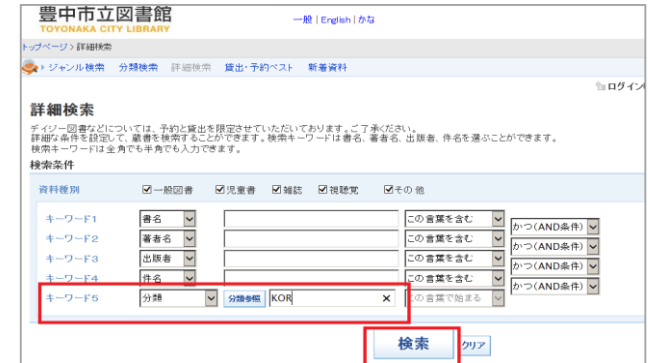 豊中市立図書館
TOYONAKA CITY LIBRARY
一般 | English | かな
トップページ > 詳細検索
ジャンル検索 分類検索 詳細検索 貸出・予約ベスト 新着資料
ログイン
詳細検索
デイジー図書などについては、予約と貸出を限定させていただいております。ご了承ください。
詳細な条件を設定して、蔵書を検索することができます。検索キーワードは書名、著者名、出版者、件名を選ぶことができます。
検索キーワードは全角でも半角でも入力できます。
検索条件
資料種別 一般図書 児童書 雑誌 視聴覚 その他
キーワード1 書名 この言葉を含む かつ(AND条件)
キーワード2 著者名 この言葉を含む かつ(AND条件)
キーワード3 出版者 この言葉を含む かつ(AND条件)
キーワード4 件名 この言葉を含む かつ(AND条件)
キーワード5 分類 分類参照 KOR × この言葉で始まる
検索 クリア